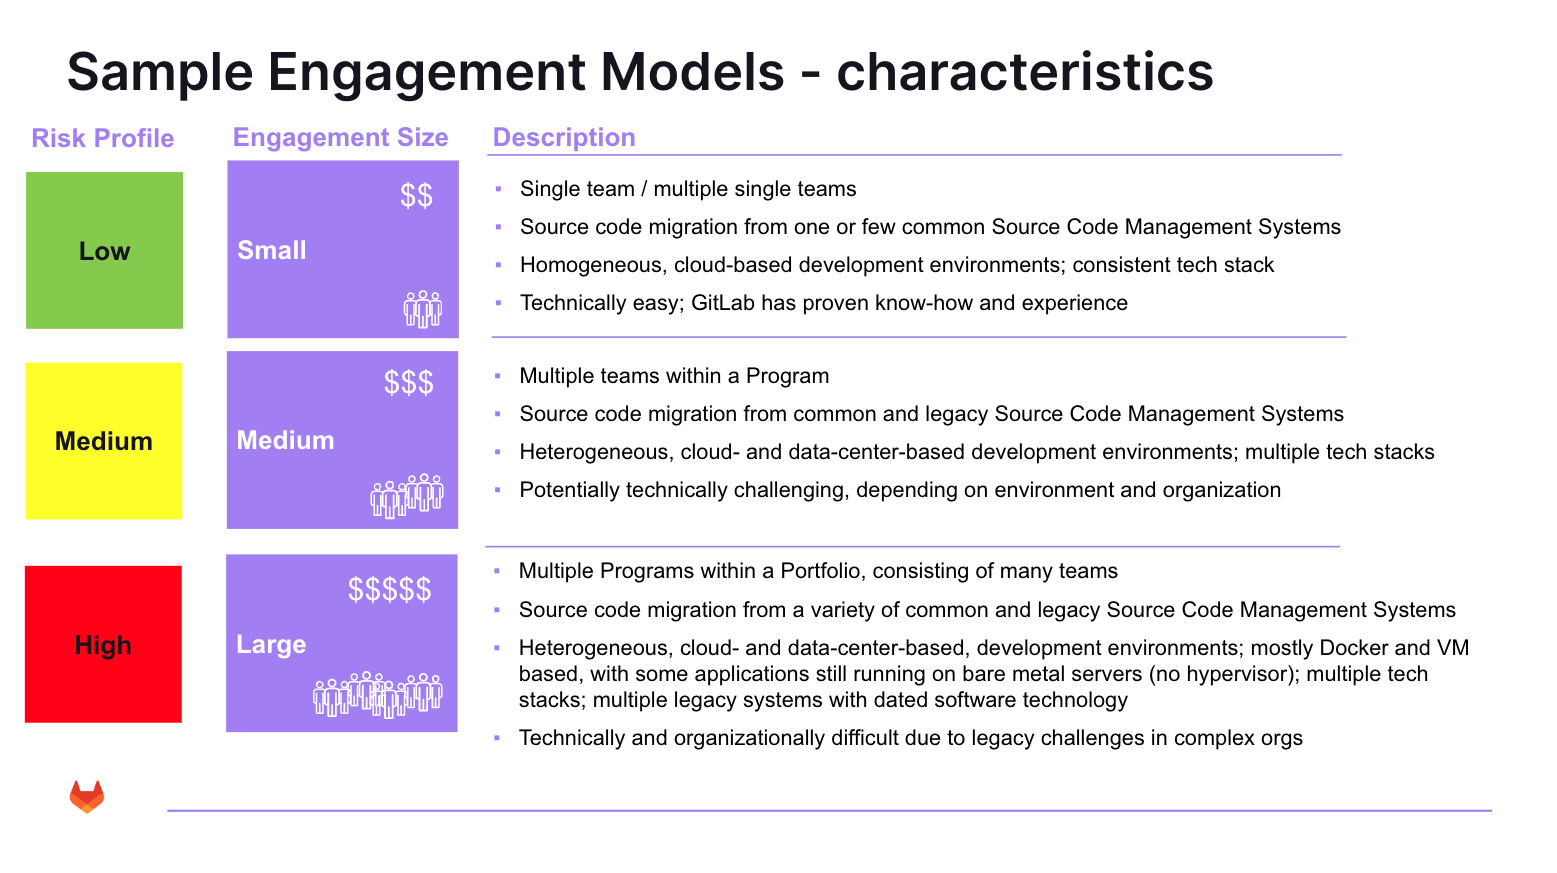 Sample Engagement Models - characteristics
Risk Profile
Engagement Size
Description
Low
$$
Small
Single team / multiple single teams
Source code migration from one or few common Source Code Management Systems
Homogeneous, cloud-based development environments; consistent tech stack
Technically easy; GitLab has proven know-how and experience
Medium
$$$
Medium
Multiple teams within a Program
Source code migration from common and legacy Source Code Management Systems
Heterogeneous, cloud- and data-center-based development environments; multiple tech stacks
Potentially technically challenging, depending on environment and organization
High
$$$$$
Large
Multiple Programs within a Portfolio, consisting of many teams
Source code migration from a variety of common and legacy Source Code Management Systems
Heterogeneous, cloud- and data-center-based, development environments; mostly Docker and VM
based, with some applications still running on bare metal servers (no hypervisor); multiple tech
stacks; multiple legacy systems with dated software technology
Technically and organizationally difficult due to legacy challenges in complex orgs